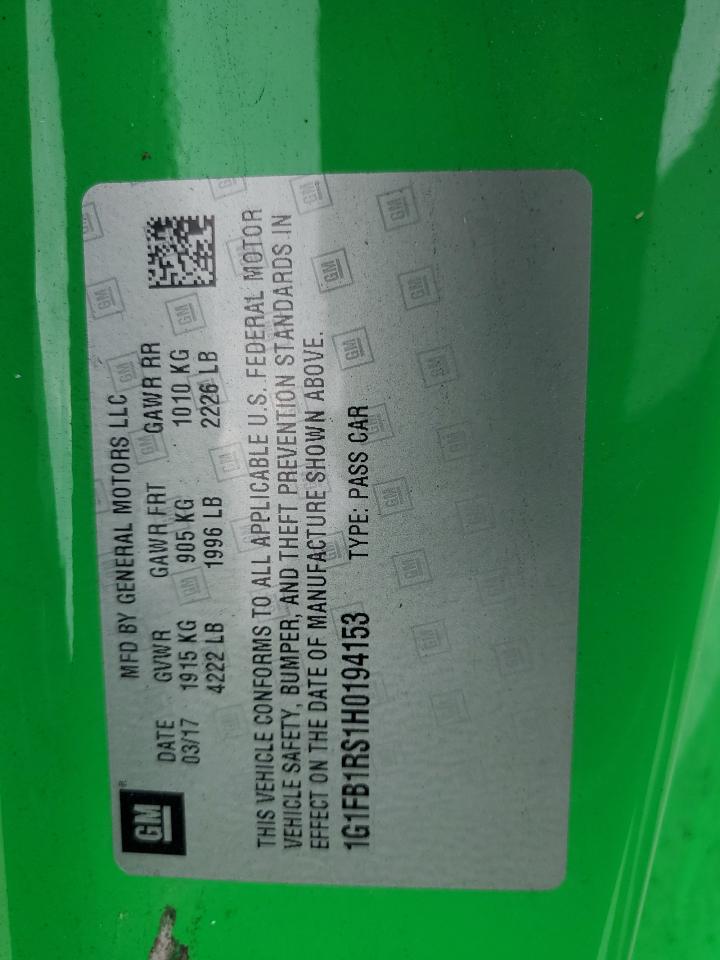 GM®
MFD BY GENERAL MOTORS LLC
DATE GVWR GAWR FRT GAWR RR
03/17 1915 KG 905 KG 1010 KG
4222 LB 1996 LB 2226 LB
THIS VEHICLE CONFORMS TO ALL APPLICABLE U.S. FEDERAL MOTOR
VEHICLE SAFETY, BUMPER, AND THEFT PREVENTION STANDARDS IN
EFFECT ON THE DATE OF MANUFACTURE SHOWN ABOVE.
1G1FB1RS1H0194153 TYPE: PASS CAR